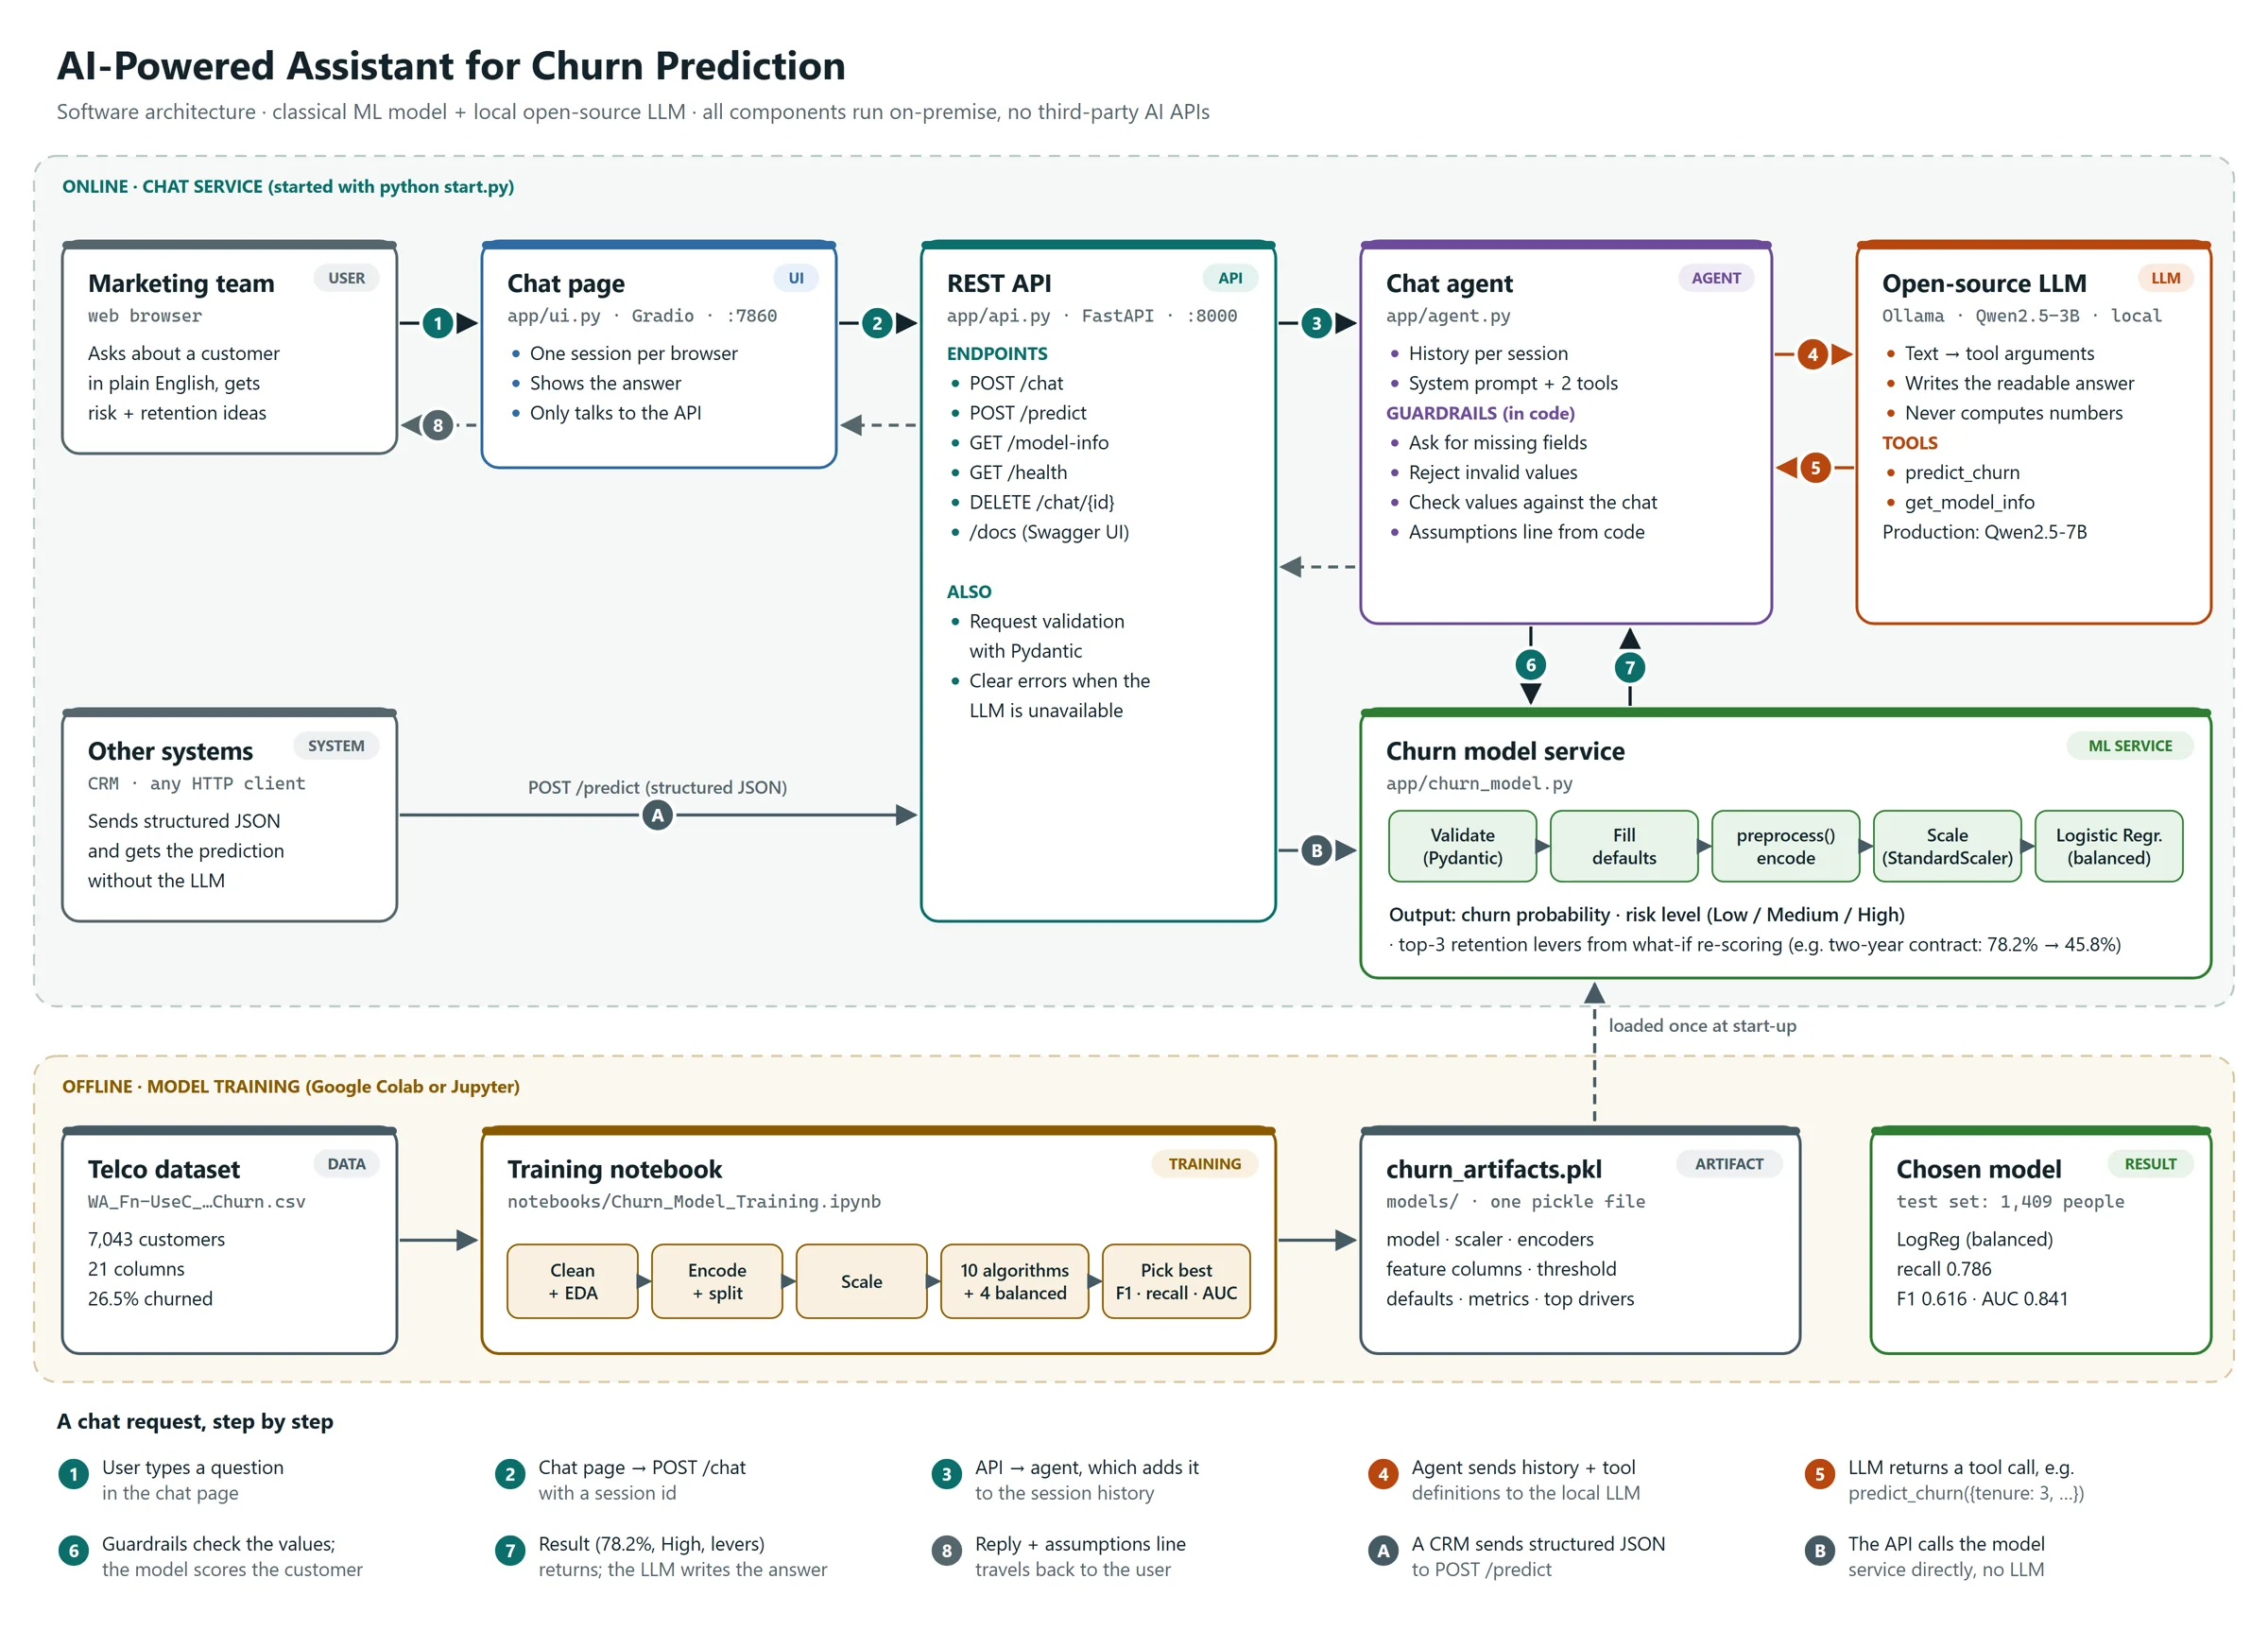 AI-Powered Assistant for Churn Prediction
Software architecture · classical ML model + local open-source LLM · all components run on-premise, no third-party AI APIs
ONLINE · CHAT SERVICE (started with python start.py)
Marketing team
USER
web browser
Asks about a customer
in plain English, gets
risk + retention ideas
1
8
Chat page
UI
app/ui.py · Gradio · :7860
• One session per browser
• Shows the answer
• Only talks to the API
2
REST API
API
app/api.py · FastAPI · :8000
ENDPOINTS
• POST /chat
• POST /predict
• GET /model-info
• GET /health
• DELETE /chat/{id}
• /docs (Swagger UI)
ALSO
• Request validation
with Pydantic
• Clear errors when the
LLM is unavailable
3
Chat agent
AGENT
app/agent.py
• History per session
• System prompt + 2 tools
GUARDRAILS (in code)
• Ask for missing fields
• Reject invalid values
• Check values against the chat
• Assumptions line from code
4
5
Open-source LLM
LLM
Ollama · Qwen2.5-3B · local
• Text → tool arguments
• Writes the readable answer
• Never computes numbers
TOOLS
• predict_churn
• get_model_info
Production: Qwen2.5-7B
6
7
Other systems
SYSTEM
CRM · any HTTP client
Sends structured JSON
and gets the prediction
without the LLM
POST /predict (structured JSON)
A
B
Churn model service
ML SERVICE
app/churn_model.py
Validate
(Pydantic)
Fill
defaults
preprocess()
encode
Scale
(StandardScaler)
Logistic Regr.
(balanced)
Output: churn probability · risk level (Low / Medium / High)
· top-3 retention levers from what-if re-scoring (e.g. two-year contract: 78.2% → 45.8%)
loaded once at start-up
OFFLINE · MODEL TRAINING (Google Colab or Jupyter)
Telco dataset
DATA
WA_Fn-UseC_…Churn.csv
7,043 customers
21 columns
26.5% churned
Training notebook
TRAINING
notebooks/Churn_Model_Training.ipynb
Clean
+ EDA
Encode
+ split
Scale
10 algorithms
+ 4 balanced
Pick best
F1 · recall · AUC
churn_artifacts.pkl
ARTIFACT
models/ · one pickle file
model · scaler · encoders
feature columns · threshold
defaults · metrics · top drivers
Chosen model
RESULT
test set: 1,409 people
LogReg (balanced)
recall 0.786
F1 0.616 · AUC 0.841
A chat request, step by step
1 User types a question
in the chat page
2 Chat page → POST /chat
with a session id
3 API → agent, which adds it
to the session history
4 Agent sends history + tool
definitions to the local LLM
5 LLM returns a tool call, e.g.
predict_churn({tenure: 3, …})
6 Guardrails check the values;
the model scores the customer
7 Result (78.2%, High, levers)
returns; the LLM writes the answer
8 Reply + assumptions line
travels back to the user
A A CRM sends structured JSON
to POST /predict
B The API calls the model
service directly, no LLM